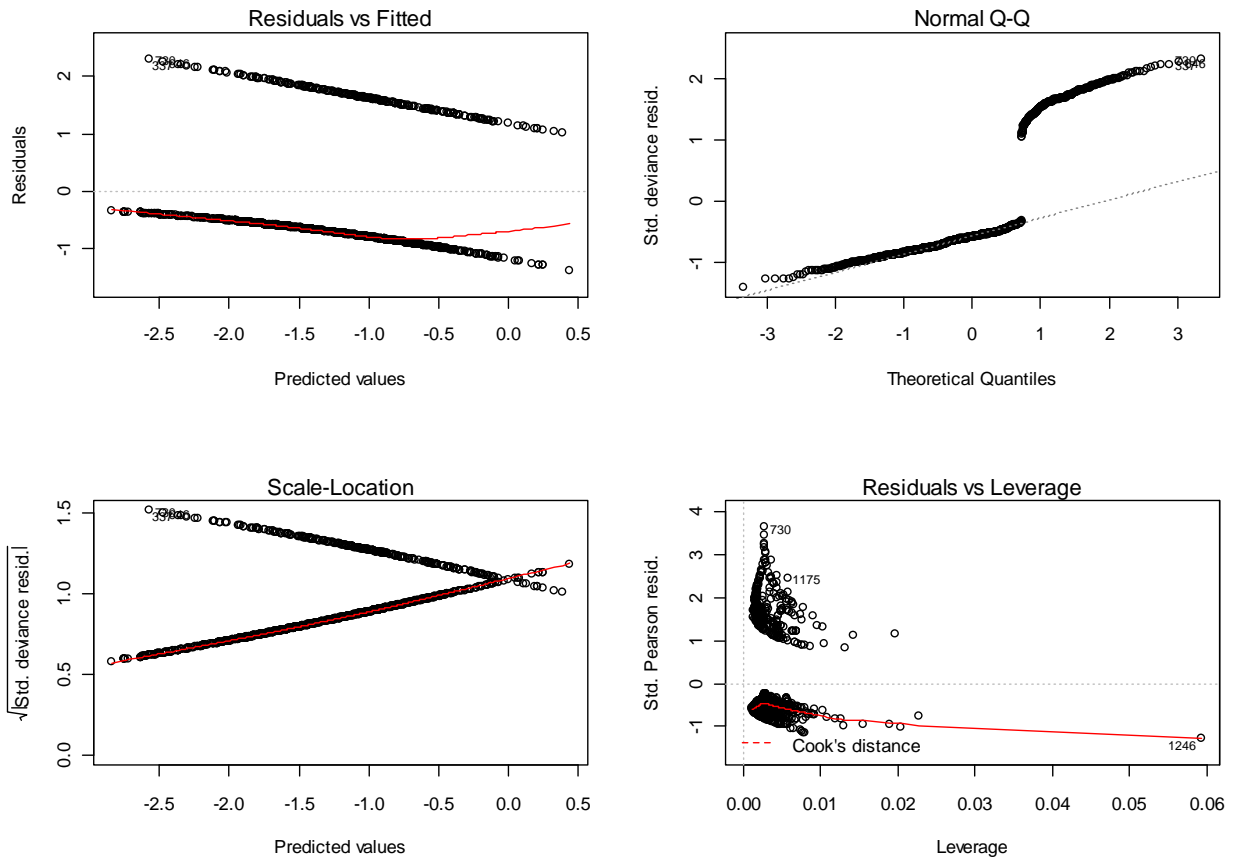 Residuals vs Fitted
Residuals
2
1
0
-1
337
-2.5 -2.0 -1.5 -1.0 -0.5 0.0 0.5
Predicted values
Normal Q-Q
Std. deviance resid.
2
1
0
-1
-3 -2 -1 0 1 2 3
Theoretical Quantiles
Scale-Location
√|Std. deviance resid.|
1.5
1.0
0.5
0.0
337
-2.5 -2.0 -1.5 -1.0 -0.5 0.0 0.5
Predicted values
Residuals vs Leverage
Std. Pearson resid.
4
3
2
1
0
-1
730
1175
Cook's distance
1246
0.00 0.01 0.02 0.03 0.04 0.05 0.06
Leverage